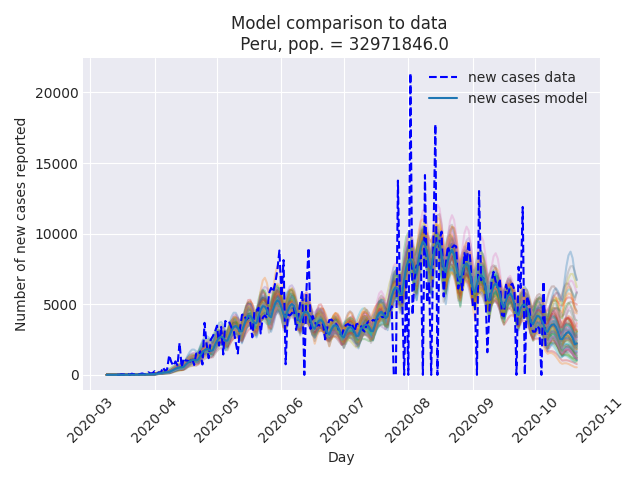 Model comparison to data
Peru, pop. = 32971846.0
new cases data
new cases model
Number of new cases reported
20000
15000
10000
5000
0
2020-03
2020-04
2020-05
2020-06
2020-07
2020-08
2020-09
2020-10
2020-11
Day